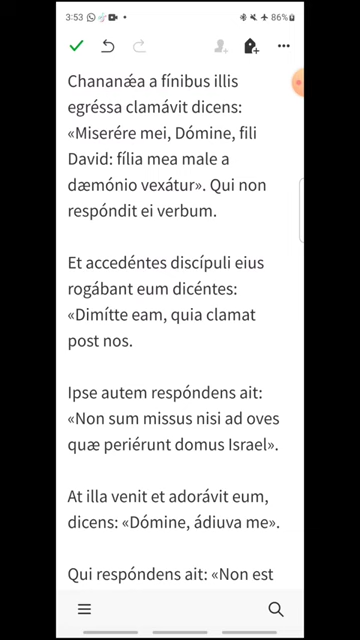 3:53
86%
Chananǽa a fínibus illis
egréssa clamávit dicens:
«Miserére mei, Dómine, fili
David: fília mea male a
dæmónio vexátur». Qui non
respóndit ei verbum.
Et accedéntes discípuli eius
rogábant eum dicéntes:
«Dimítte eam, quia clamat
post nos.
Ipse autem respóndens ait:
«Non sum missus nisi ad oves
quæ periérunt domus Israel».
At illa venit et adorávit eum,
dicens: «Dómine, ádiuva me».
Qui respóndens ait: «Non est